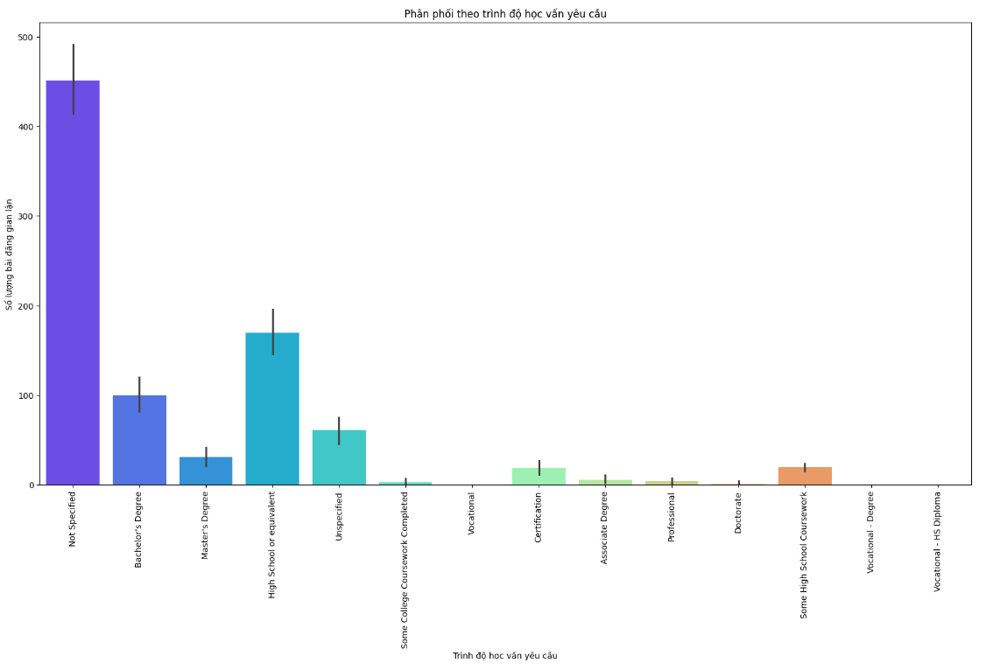 Phân phối theo trình độ học vấn yêu cầu
Số lượng bài đăng gian lận
500
400
300
200
100
0
Not Specified
Bachelor's Degree
Master's Degree
High School or equivalent
Unspecified
Some College Coursework Completed
Vocational
Certification
Associate Degree
Professional
Doctorate
Some High School Coursework
Vocational - Degree
Vocational - HS Diploma
Trình độ học vấn yêu cầu